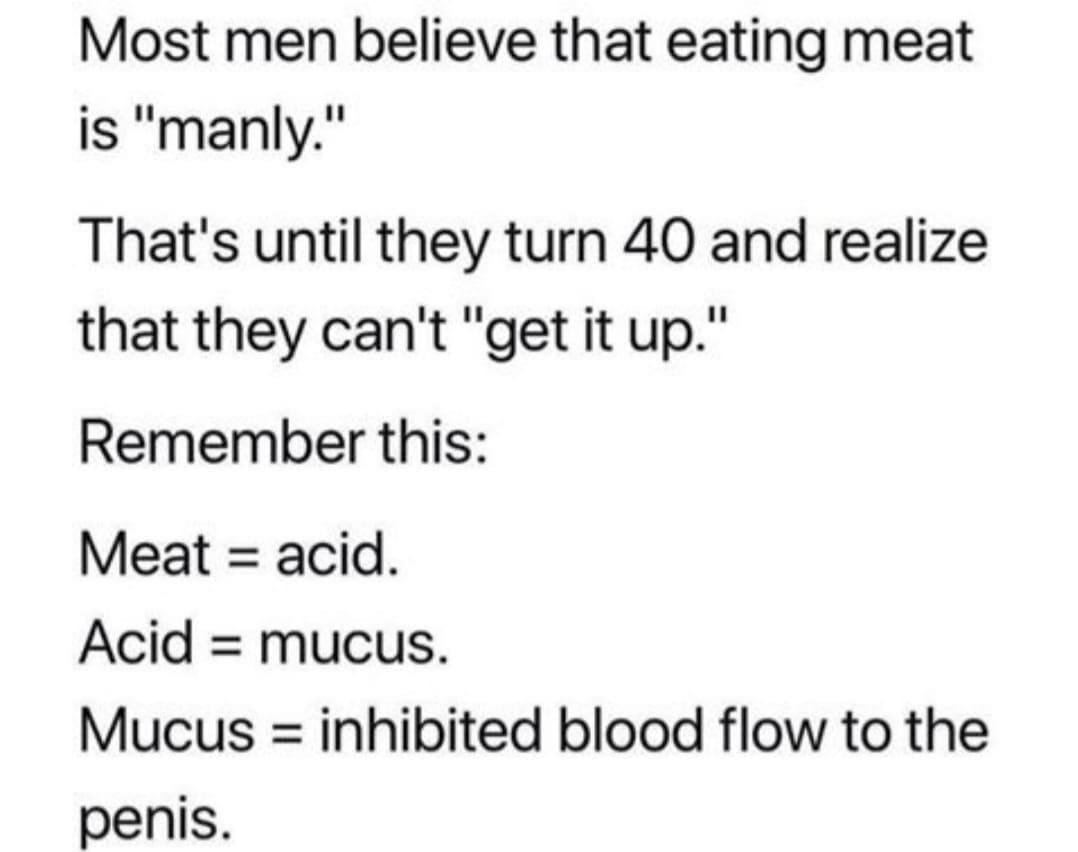 Most men believe that eating meat
is "manly."
That's until they turn 40 and realize
that they can't "get it up."
Remember this:
Meat = acid.
Acid = mucus.
Mucus = inhibited blood flow to the
penis.